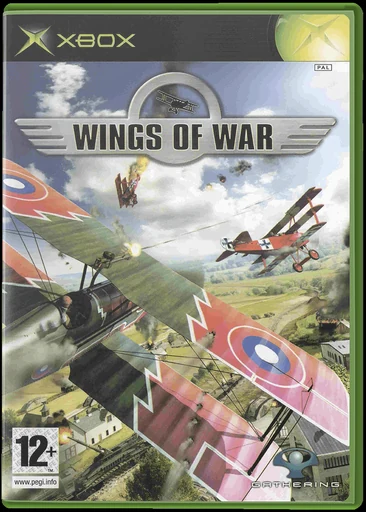 XBOX
PAL
WINGS OF WAR
12+
www.pegi.info
GATHERING